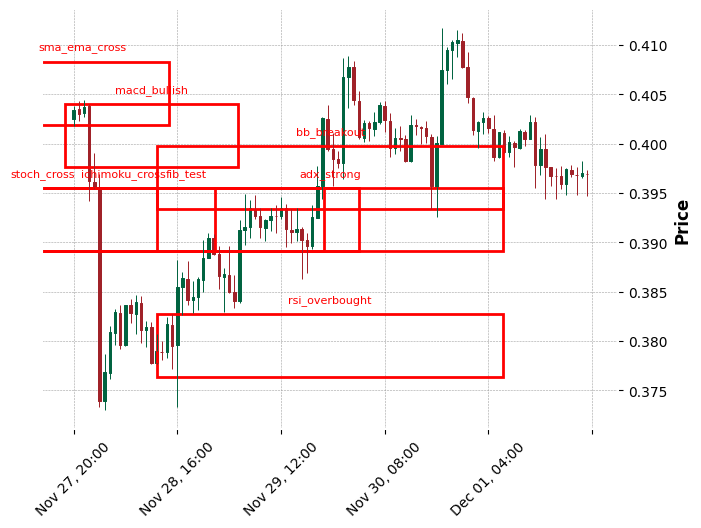 sma_ema_cross
macd_bullish
bb_breakout
stoch_cross
ichimoku_cross
fib_test
adx_strong
rsi_overbought
0.410
0.405
0.400
0.395
0.390
0.385
0.380
0.375
Price
Nov 27, 20:00
Nov 28, 16:00
Nov 29, 12:00
Nov 30, 08:00
Dec 01, 04:00